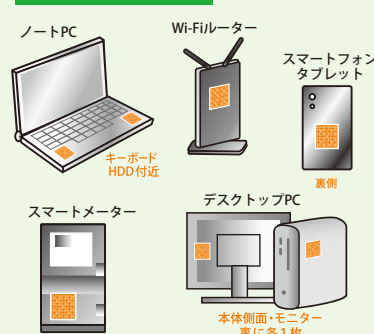 ノートPC
Wi-Fiルーター
スマートフォン
タブレット
キーボード
HDD付近
裏側
スマートメーター
デスクトップPC
本体側面・モニター
裏に各1枚